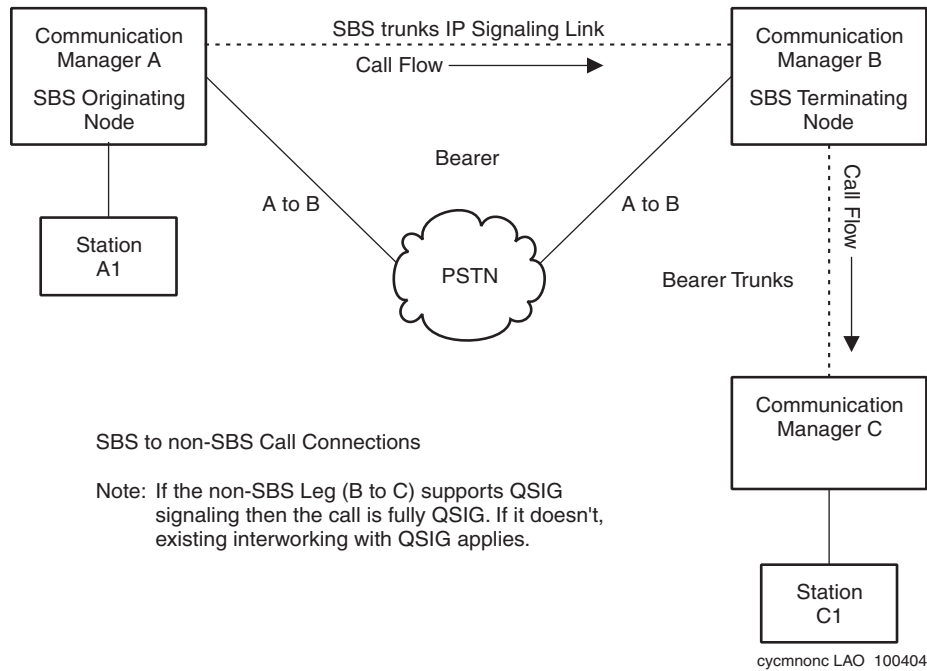 Communication
Manager A
SBS Originating
Node
SBS trunks IP Signaling Link
Call Flow
Communication
Manager B
SBS Terminating
Node
Bearer
A to B
A to B
Call Flow
Station
A1
PSTN
Bearer Trunks
Communication
Manager C
SBS to non-SBS Call Connections
Note: If the non-SBS Leg (B to C) supports QSIG
signaling then the call is fully QSIG. If it doesn't,
existing interworking with QSIG applies.
Station
C1
cycmnonc LAO 100404